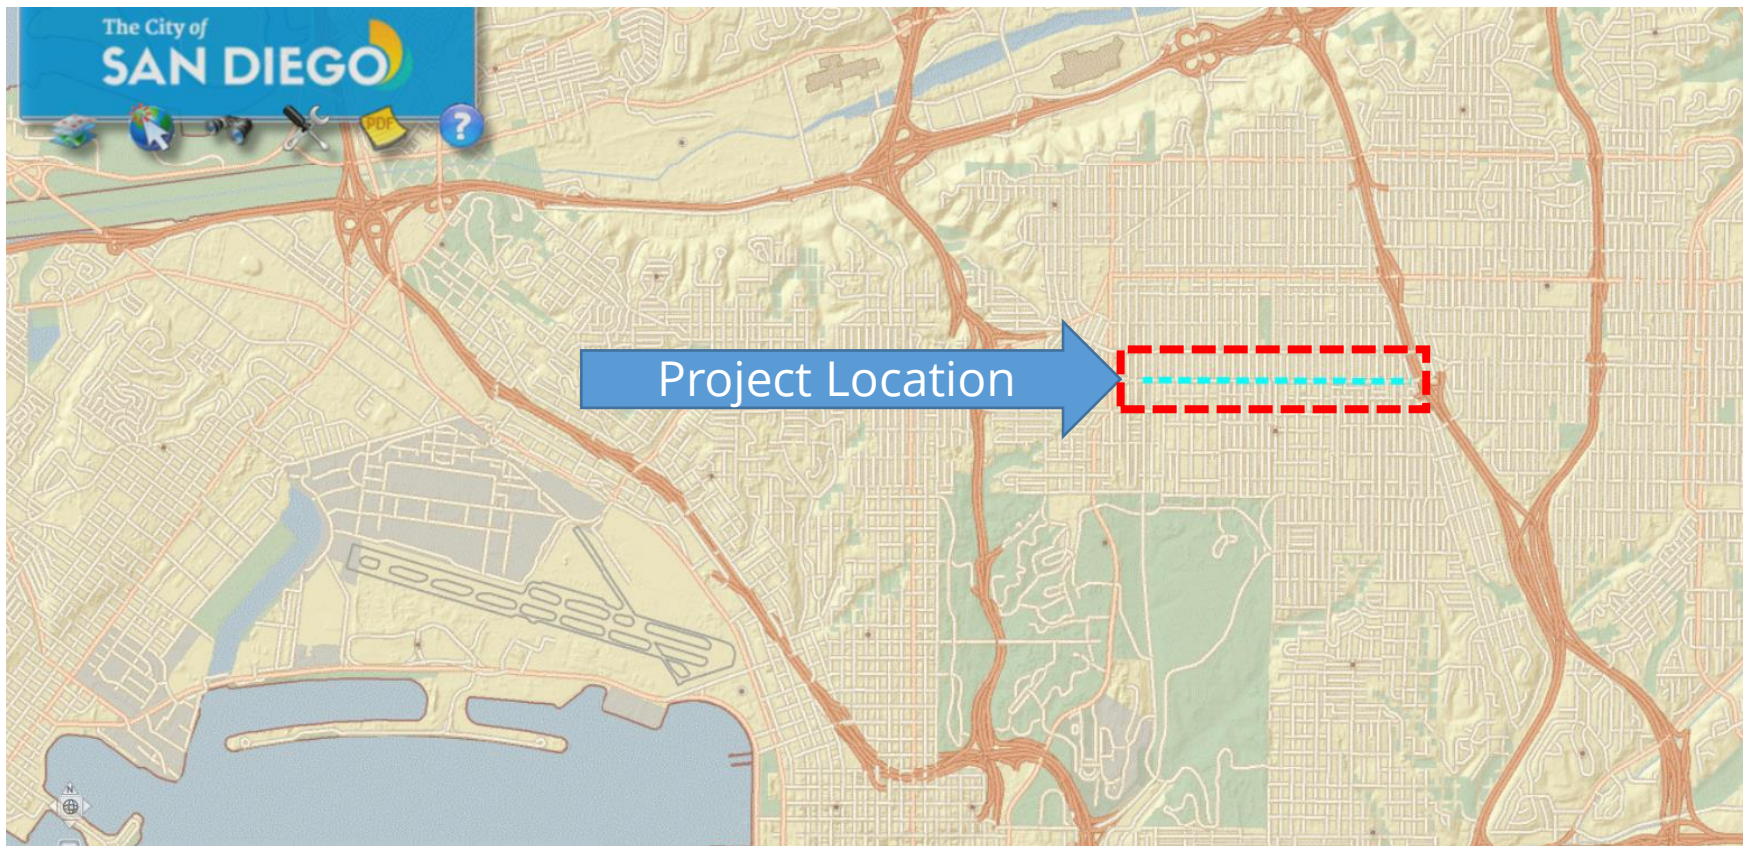 The City of
SAN DIEGO
PDF
?
Project Location
N